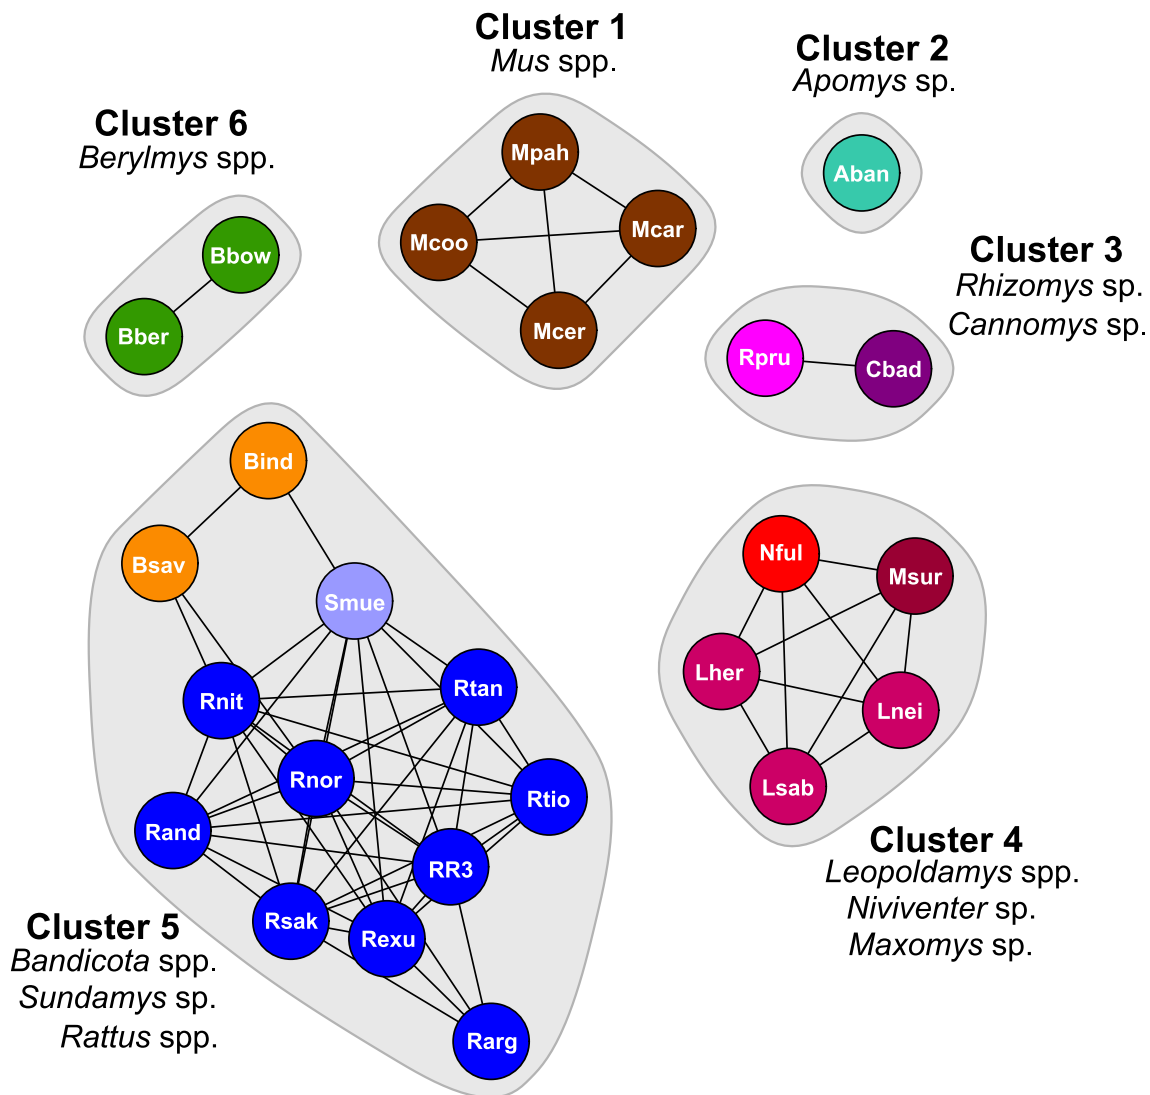 Cluster 1
Mus spp.
Cluster 2
Apomys sp.
Cluster 6
Berylmys spp.
Mpah
Aban
Mcoo
Mcar
Bbow
Cluster 3
Rhizomys sp.
Cannomys sp.
Bber
Mcer
Rpru
Cbad
Bind
Bsav
Smue
Nful
Msur
Rnit
Rtan
Lher
Lnei
Rnor
Rtio
Lsab
Rand
RR3
Rsak
Rexu
Rarg
Cluster 4
Leopoldamys spp.
Niviventer sp.
Maxomys sp.
Cluster 5
Bandicota spp.
Sundamys sp.
Rattus spp.